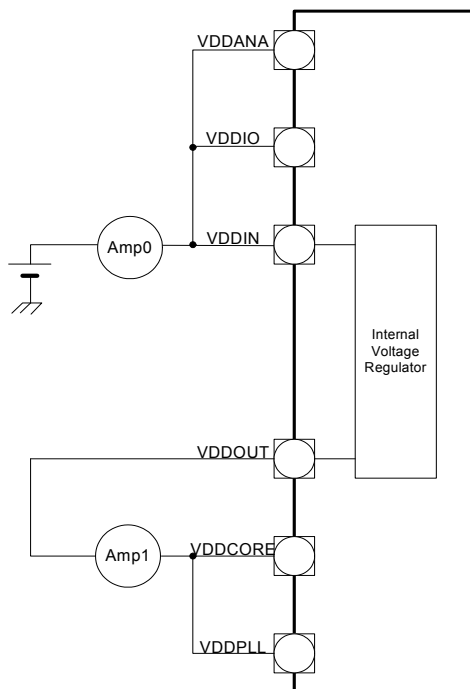 VDDANA
VDDIO
Amp0
VDDIN
Internal
Voltage
Regulator
VDDOUT
Amp1
VDDCORE
VDDPLL